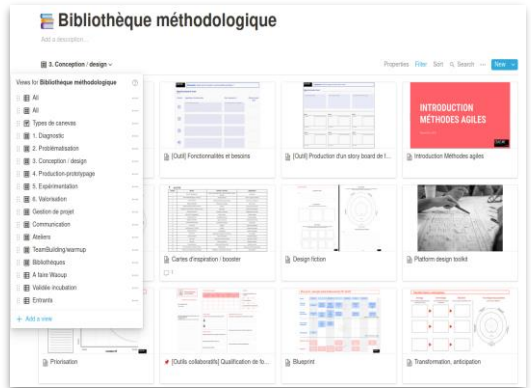 Bibliothèque méthodologique
Add a description...
3. Conception / design
Properties Filter Sort Search ... New
Views for Bibliothèque méthodologique
All
All
Types de canevas
1. Diagnostic
2. Problématisation
3. Conception / design
4. Production-prototypage
5. Expérimentation
6. Valorisation
Gestion de projet
Communication
Ateliers
TeamBuilding/warmup
Bibliothèques
A faire Waoup
Validée incubation
Entrants
+ Add a view
[Outil] Fonctionnalités et besoins
[Outil] Production d'un story board de l...
INTRODUCTION
MÉTHODES AGILES
Introduction Méthodes agiles
Cartes d'inspiration / booster
Design fiction
Platform design toolkit
Priorisation
[Outils collaboratifs] Qualification de fo...
Blueprint
Transformation, anticipation